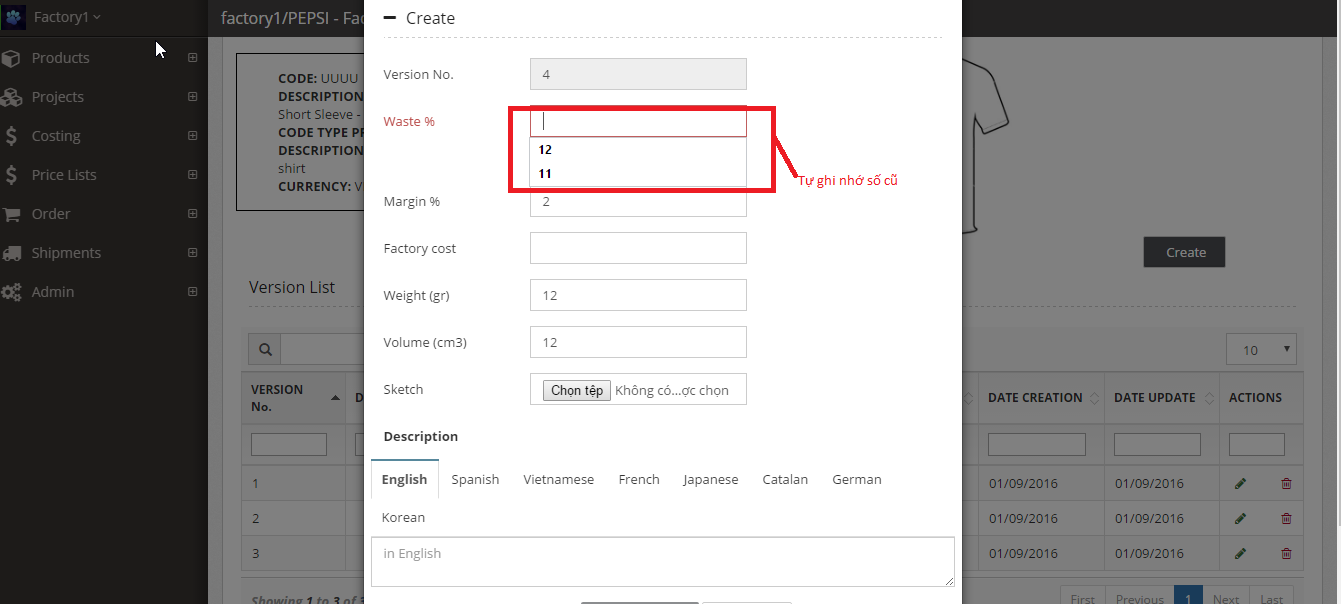 Factory1
factory1/PEPSI - Fac
Products
Projects
Costing
Price Lists
Order
Shipments
Admin
CODE: UUUU
DESCRIPTION
Short Sleeve -
CODE TYPE PR
DESCRIPTION
shirt
CURRENCY: V
Create
Version No.
4
Waste %
12
11
Tự ghi nhớ số cũ
Margin %
2
Factory cost
Weight (gr)
12
Volume (cm3)
12
Sketch
Chọn tệp Không có...ợc chọn
Description
English Spanish Vietnamese French Japanese Catalan German
Korean
in English
Create
Version List
10
VERSION
No.
D
DATE CREATION DATE UPDATE ACTIONS
1 01/09/2016 01/09/2016
2 01/09/2016 01/09/2016
3 01/09/2016 01/09/2016
Showing 1 to 3 of 3
First Previous 1 Next Last